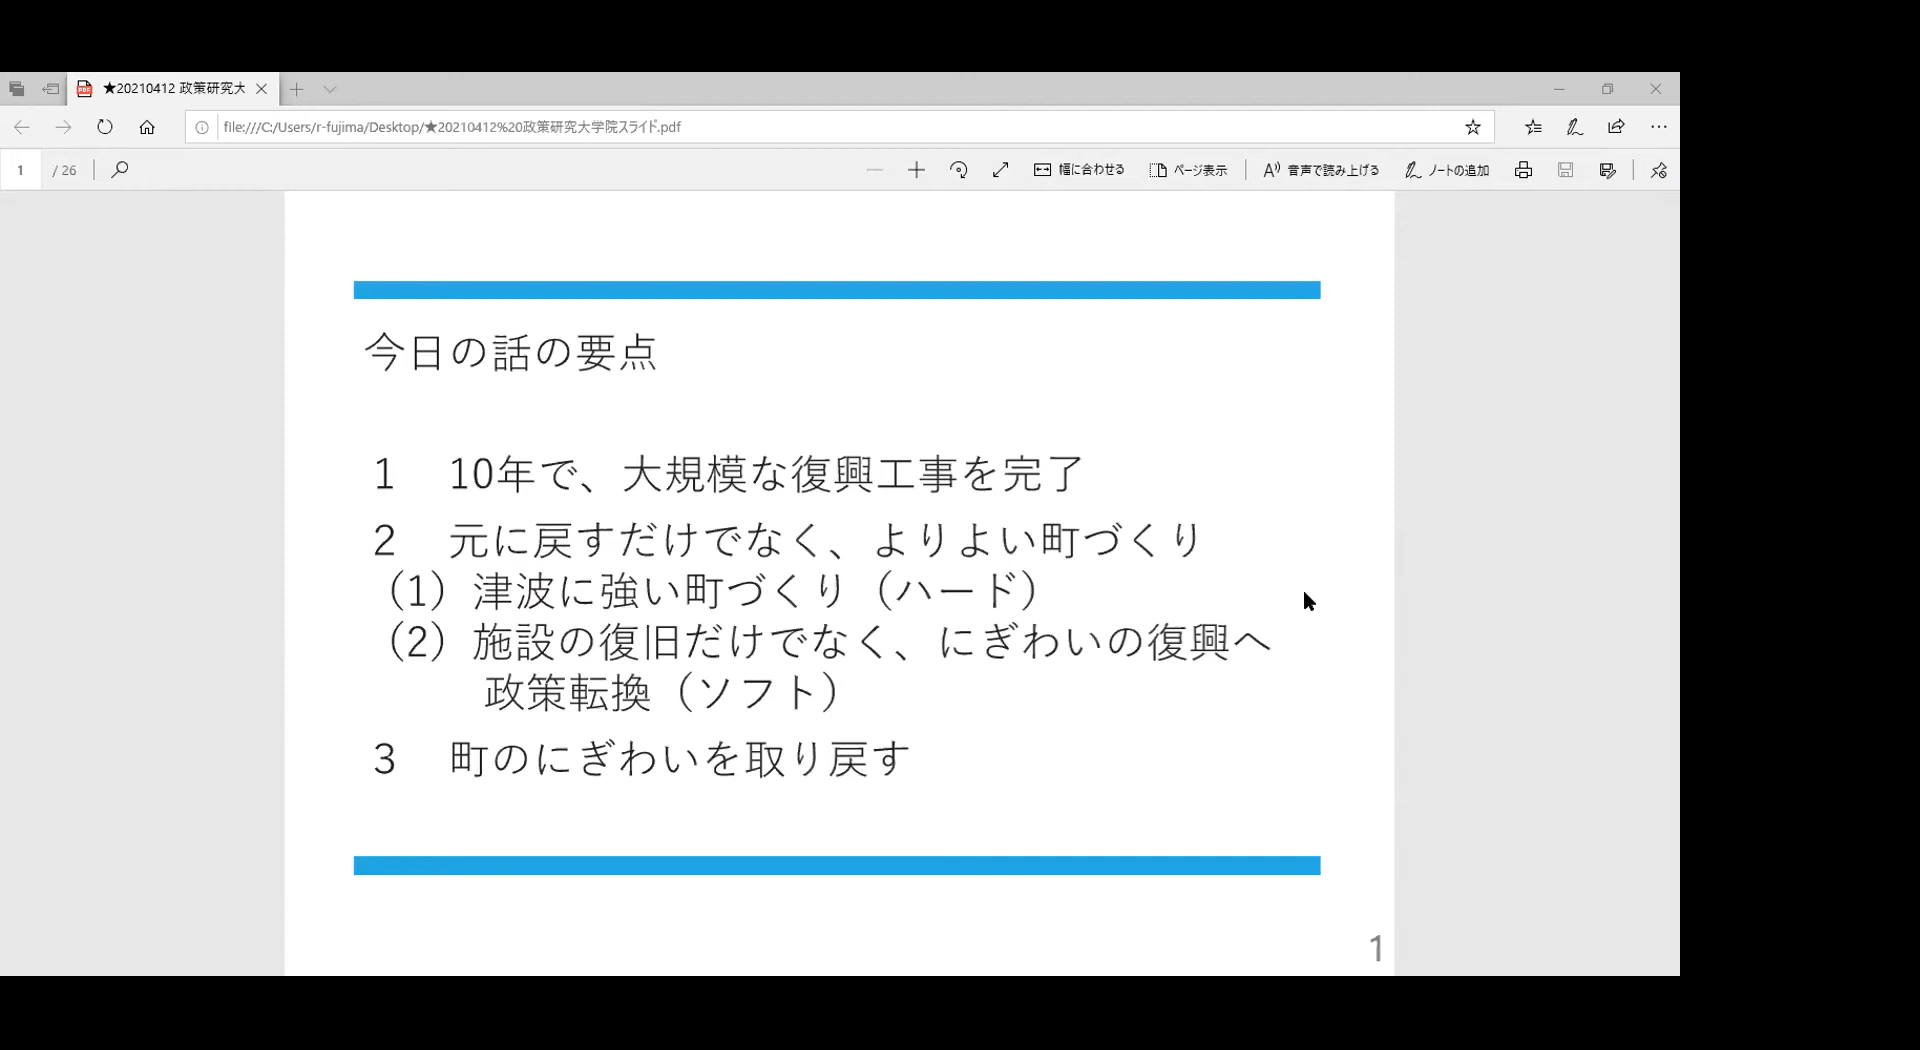 ★20210412 政策研究大
file:///C:/Users/r-fujima/Desktop/★20210412%20政策研究大学院スライド.pdf
1 / 26
幅に合わせる
ページ表示
音声で読み上げる
ノートの追加
今日の話の要点
1 10年で、大規模な復興工事を完了
2 元に戻すだけでなく、よりよい町づくり
（1）津波に強い町づくり（ハード）
（2）施設の復旧だけでなく、にぎわいの復興へ
政策転換（ソフト）
3 町のにぎわいを取り戻す
1